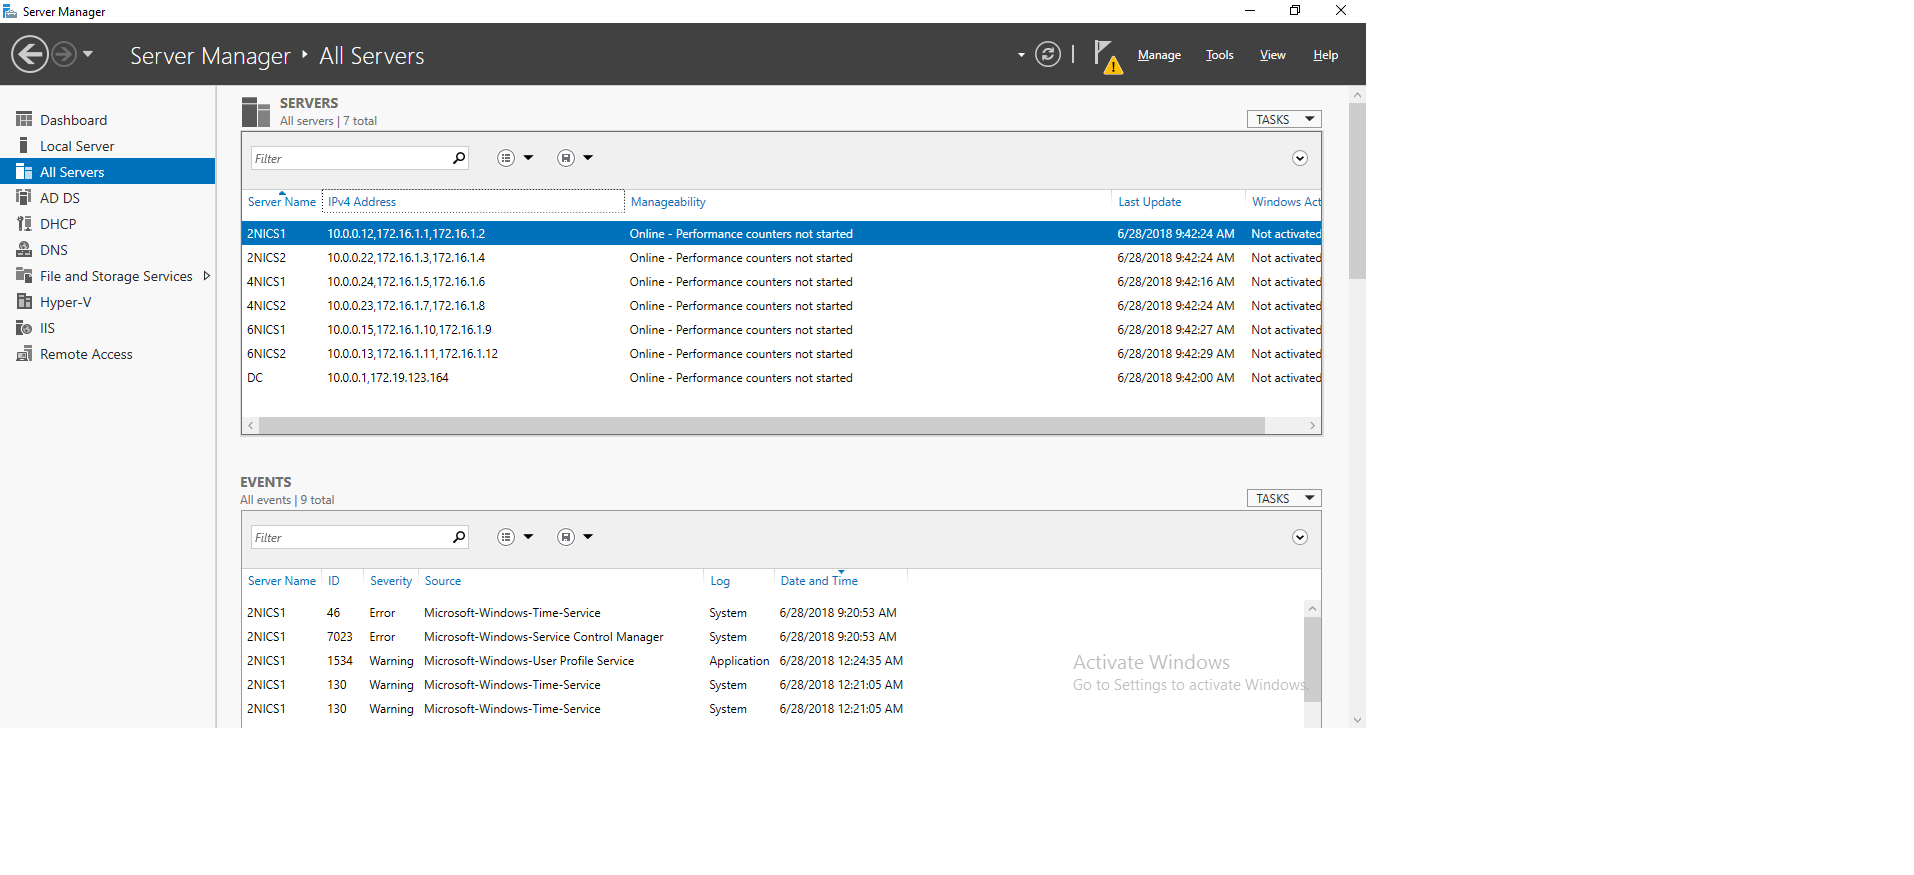 Server Manager
Server Manager ‣ All Servers
Manage Tools View Help
Dashboard
Local Server
All Servers
AD DS
DHCP
DNS
File and Storage Services
Hyper-V
IIS
Remote Access
SERVERS
All servers | 7 total
TASKS
Filter
Server Name IPv4 Address Manageability Last Update Windows Act
2NICS1 10.0.0.12,172.16.1.1,172.16.1.2 Online - Performance counters not started 6/28/2018 9:42:24 AM Not activated
2NICS2 10.0.0.22,172.16.1.3,172.16.1.4 Online - Performance counters not started 6/28/2018 9:42:24 AM Not activated
4NICS1 10.0.0.24,172.16.1.5,172.16.1.6 Online - Performance counters not started 6/28/2018 9:42:16 AM Not activated
4NICS2 10.0.0.23,172.16.1.7,172.16.1.8 Online - Performance counters not started 6/28/2018 9:42:24 AM Not activated
6NICS1 10.0.0.15,172.16.1.10,172.16.1.9 Online - Performance counters not started 6/28/2018 9:42:27 AM Not activated
6NICS2 10.0.0.13,172.16.1.11,172.16.1.12 Online - Performance counters not started 6/28/2018 9:42:29 AM Not activated
DC 10.0.0.1,172.19.123.164 Online - Performance counters not started 6/28/2018 9:42:00 AM Not activated
EVENTS
All events | 9 total
TASKS
Filter
Server Name ID Severity Source Log Date and Time
2NICS1 46 Error Microsoft-Windows-Time-Service System 6/28/2018 9:20:53 AM
2NICS1 7023 Error Microsoft-Windows-Service Control Manager System 6/28/2018 9:20:53 AM
2NICS1 1534 Warning Microsoft-Windows-User Profile Service Application 6/28/2018 12:24:35 AM
2NICS1 130 Warning Microsoft-Windows-Time-Service System 6/28/2018 12:21:05 AM
2NICS1 130 Warning Microsoft-Windows-Time-Service System 6/28/2018 12:21:05 AM
Activate Windows
Go to Settings to activate Windows.